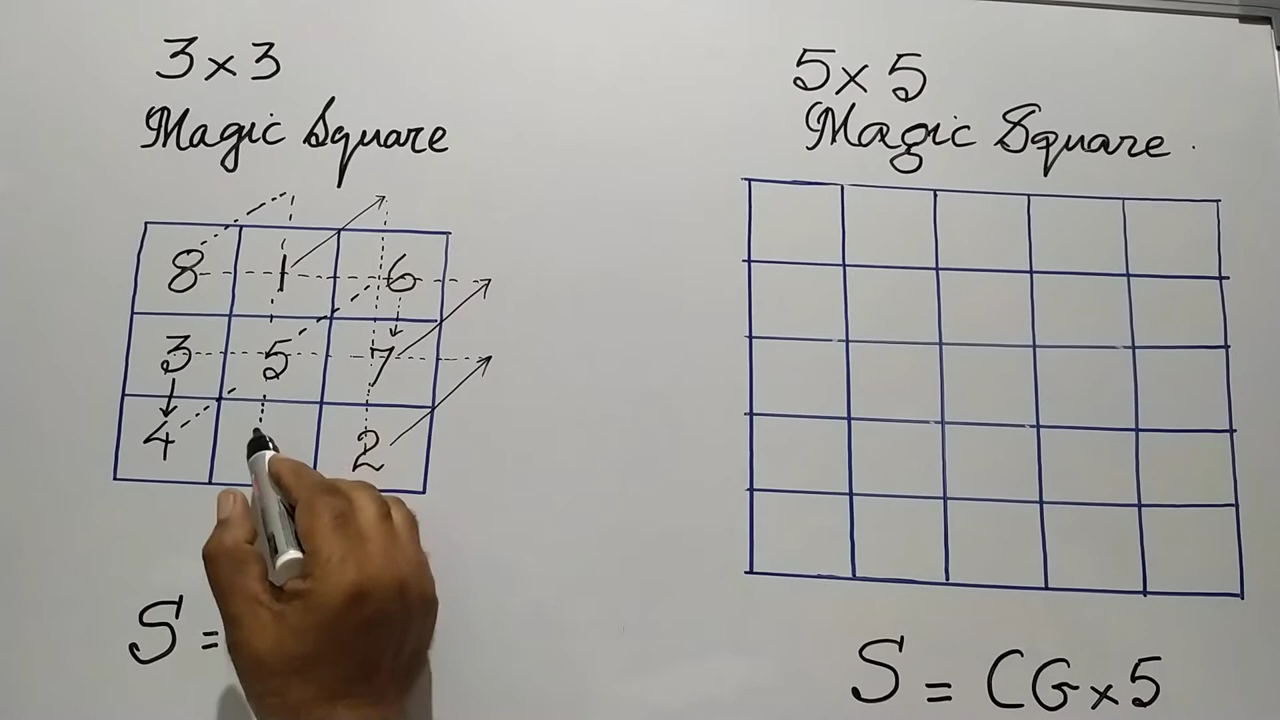 3×3
Magic Square
8 1 6
3 5 7
4 2
S =
5×5
Magic Square.
S = CG×5